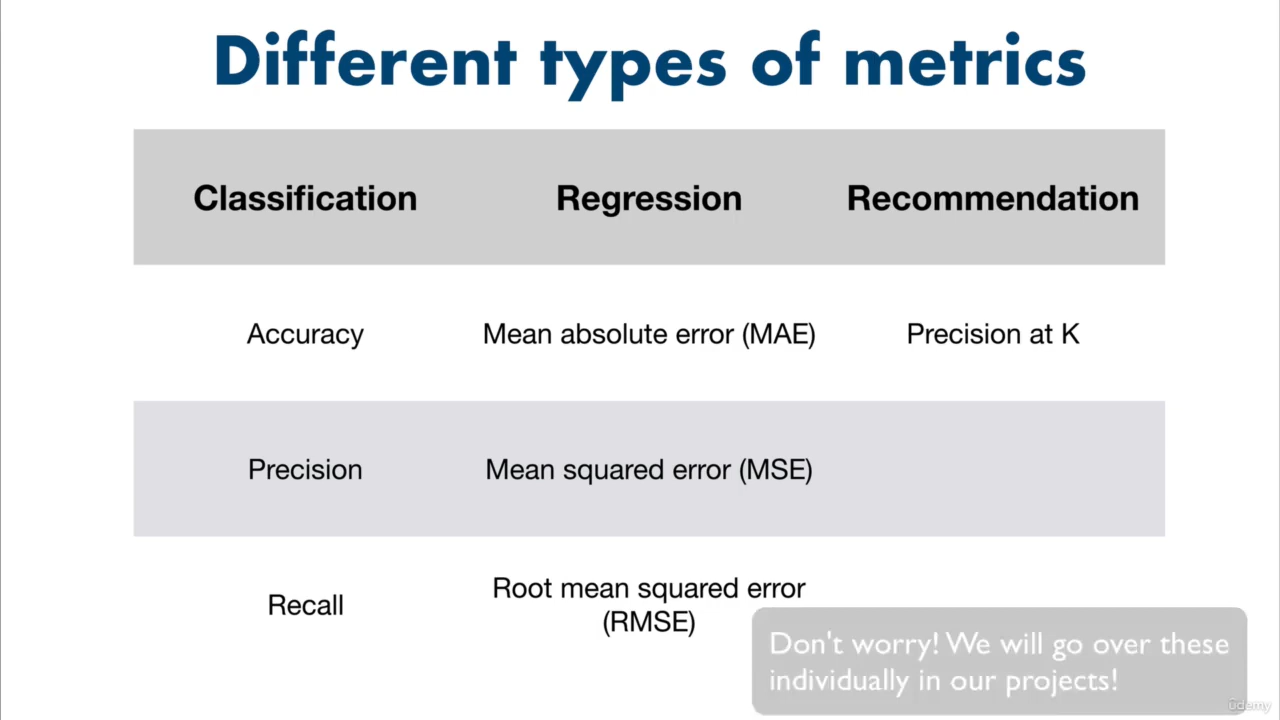 Different types of metrics
Classification Regression Recommendation
Accuracy Mean absolute error (MAE) Precision at K
Precision Mean squared error (MSE)
Recall Root mean squared error
(RMSE)
Don't worry! We will go over these
individually in our projects!
ûdemy